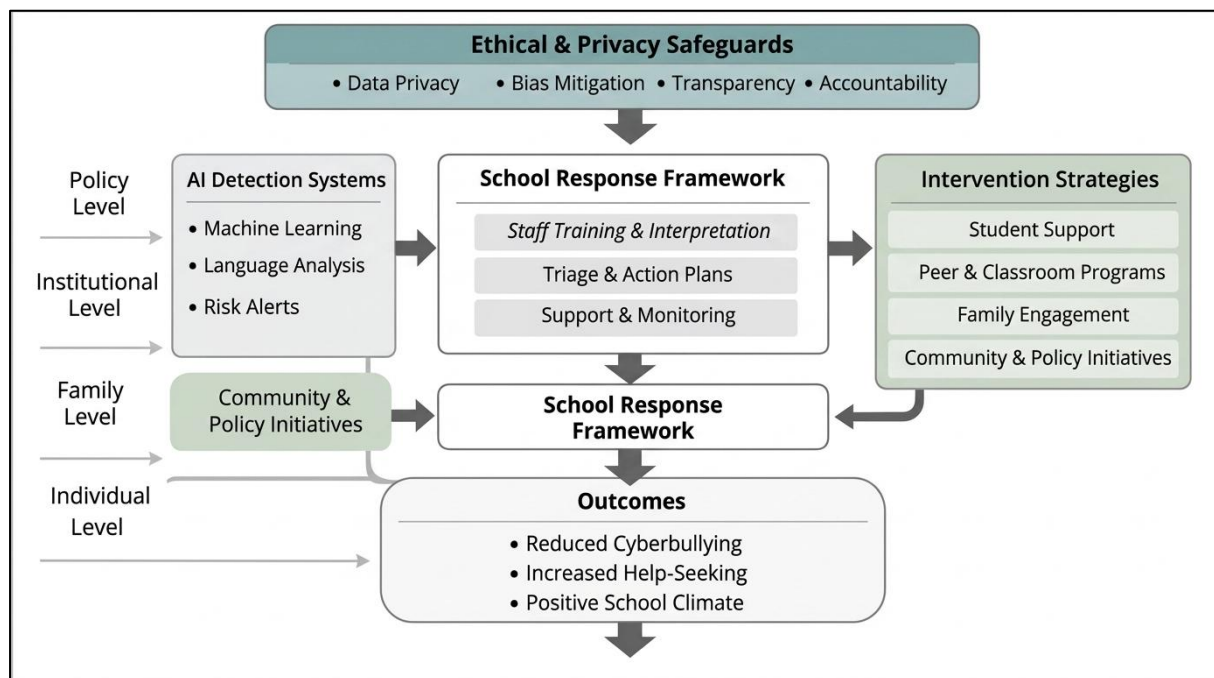 Ethical & Privacy Safeguards
• Data Privacy • Bias Mitigation • Transparency • Accountability
Policy
Level
Institutional
Level
Family
Level
Individual
Level
AI Detection Systems
• Machine Learning
• Language Analysis
• Risk Alerts
Community &
Policy Initiatives
School Response Framework
Staff Training & Interpretation
Triage & Action Plans
Support & Monitoring
School Response
Framework
Intervention Strategies
Student Support
Peer & Classroom Programs
Family Engagement
Community & Policy Initiatives
Outcomes
• Reduced Cyberbullying
• Increased Help-Seeking
• Positive School Climate